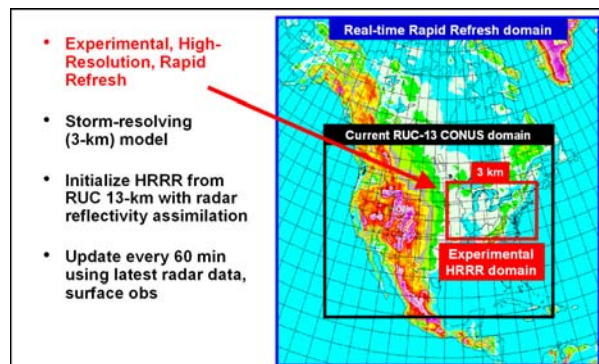 Experimental, High-
Resolution, Rapid
Refresh
Storm-resolving
(3-km) model
Initialize HRRR from
RUC 13-km with radar
reflectivity assimilation
Update every 60 min
using latest radar data,
surface obs
Real-time Rapid Refresh domain
Current RUC-13 CONUS domain
3 km
Experimental
HRRR domain